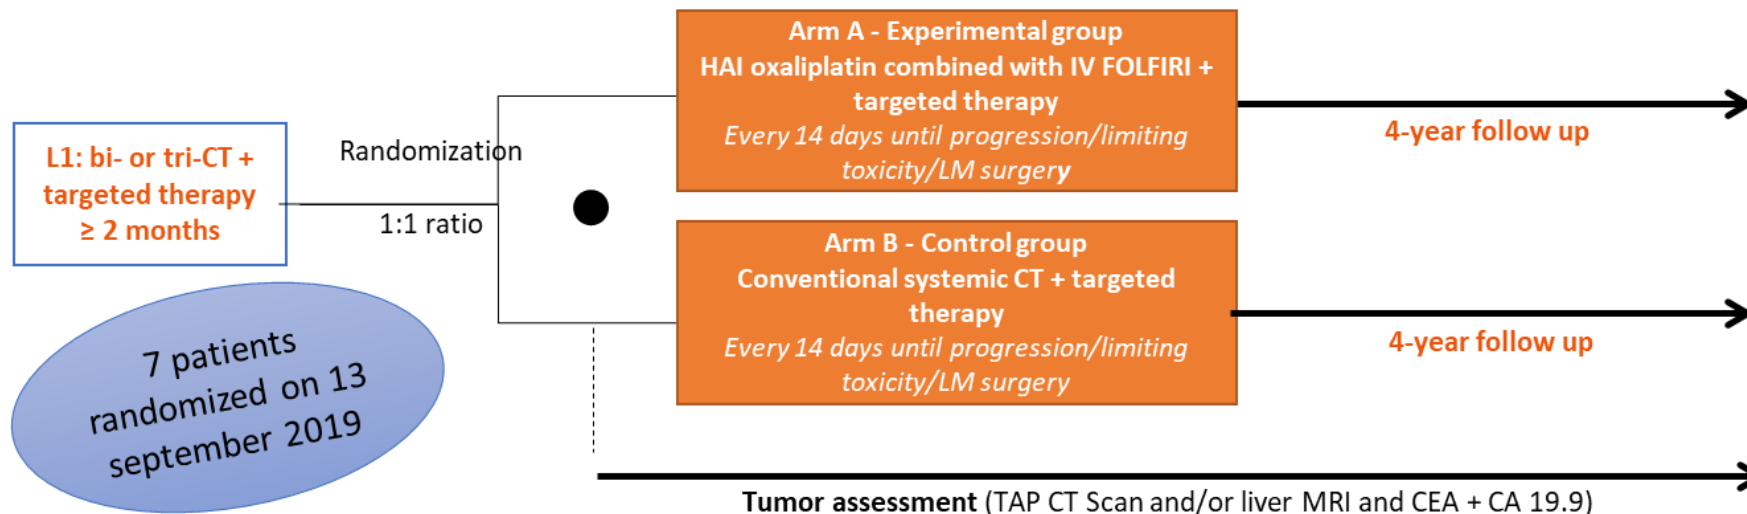 L1: bi- or tri-CT +
targeted therapy
≥ 2 months
7 patients
randomized on 13
september 2019
Randomization
1:1 ratio
Arm A - Experimental group
HAI oxaliplatin combined with IV FOLFIRI +
targeted therapy
Every 14 days until progression/limiting
toxicity/LM surgery
4-year follow up
Arm B - Control group
Conventional systemic CT + targeted
therapy
Every 14 days until progression/limiting
toxicity/LM surgery
4-year follow up
Tumor assessment (TAP CT Scan and/or liver MRI and CEA + CA 19.9)